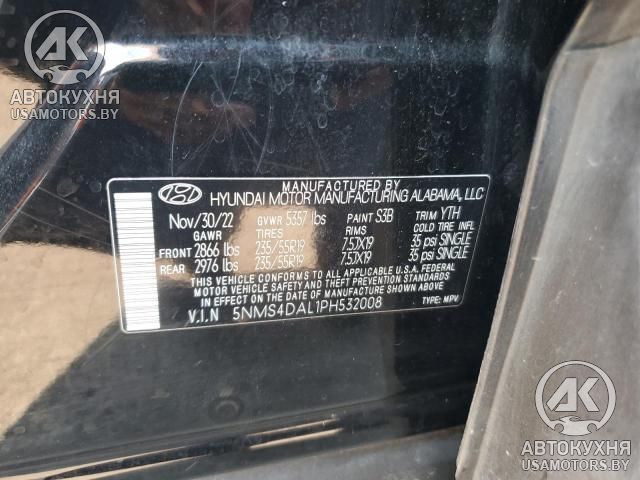 AK
АВТОКУХНЯ
USAMOTORS.BY
MANUFACTURED BY
HYUNDAI MOTOR MANUFACTURING ALABAMA, LLC
Nov/30/22 GVWR 5357 lbs PAINT S3B TRIM YTH
GAWR TIRES RIMS COLD TIRE INFL
FRONT 2866 lbs 235/55R19 7.5JX19 35 psi SINGLE
REAR 2976 lbs 235/55R19 7.5JX19 35 psi SINGLE
THIS VEHICLE CONFORMS TO ALL APPLICABLE U.S.A. FEDERAL
MOTOR VEHICLE SAFETY AND THEFT PREVENTION STANDARDS
IN EFFECT ON THE DATE OF MANUFACTURE SHOWN ABOVE.
V.I.N 5NMS4DAL1PH532008 TYPE: MPV
AK
АВТОКУХНЯ
USAMOTORS.BY